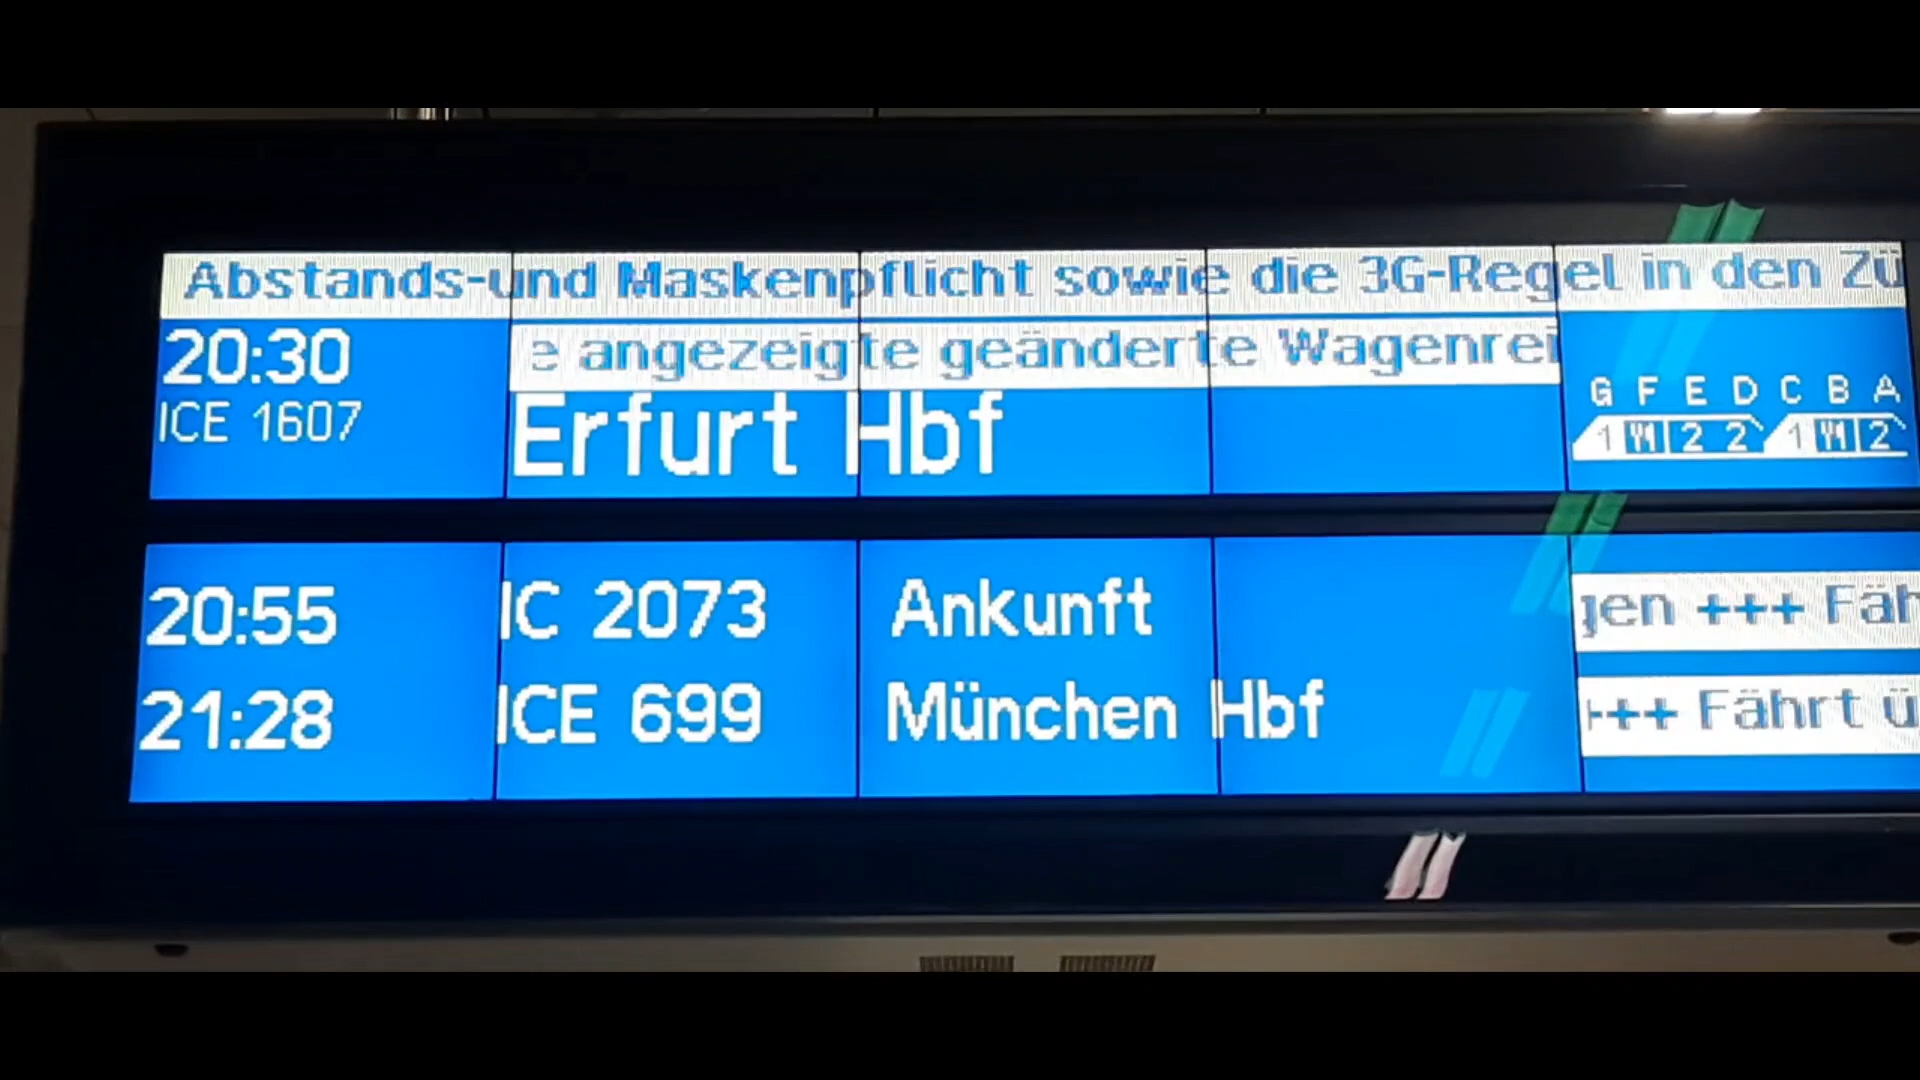 Abstands-und Maskenpflicht sowie die 3G-Regel in den Zü
20:30
e angezeigte geänderte Wagenrei
ICE 1607
Erfurt Hbf
G F E D C B A
1 2 2 1 2
20:55 IC 2073 Ankunft gen +++ Fäh
21:28 ICE 699 München Hbf +++ Fährt ü